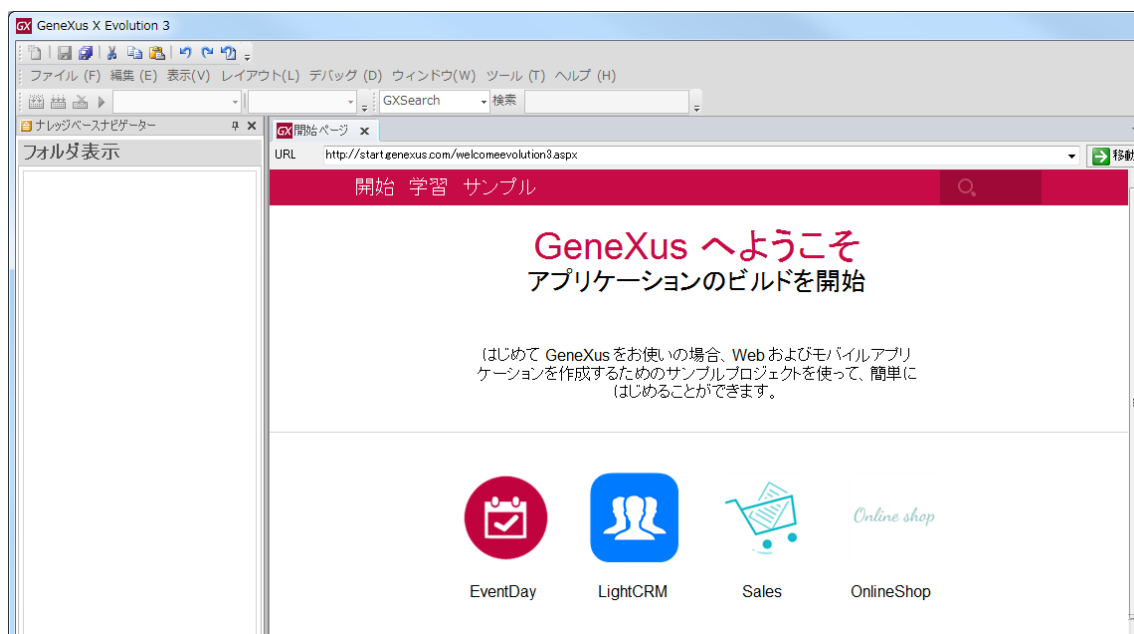 GX GeneXus X Evolution 3
ファイル (F) 編集 (E) 表示(V) レイアウト(L) デバッグ (D) ウィンドウ(W) ツール (T) ヘルプ (H)
GXSearch 検索
ナレッジベースナビゲーター
フォルダ表示
GX 開始ページ
URL http://start.genexus.com/welcomeevolution3.aspx 移動
開始 学習 サンプル
GeneXus へようこそ
アプリケーションのビルドを開始
はじめて GeneXus をお使いの場合、Web およびモバイルアプリ
ケーションを作成するためのサンプルプロジェクトを使って、簡単に
はじめることができます。
Online shop
EventDay LightCRM Sales OnlineShop